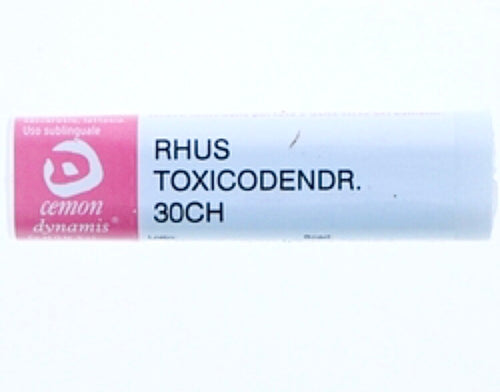 Uso sublinguale
cemon
dynamis®
RHUS
TOXICODENDR.
30CH